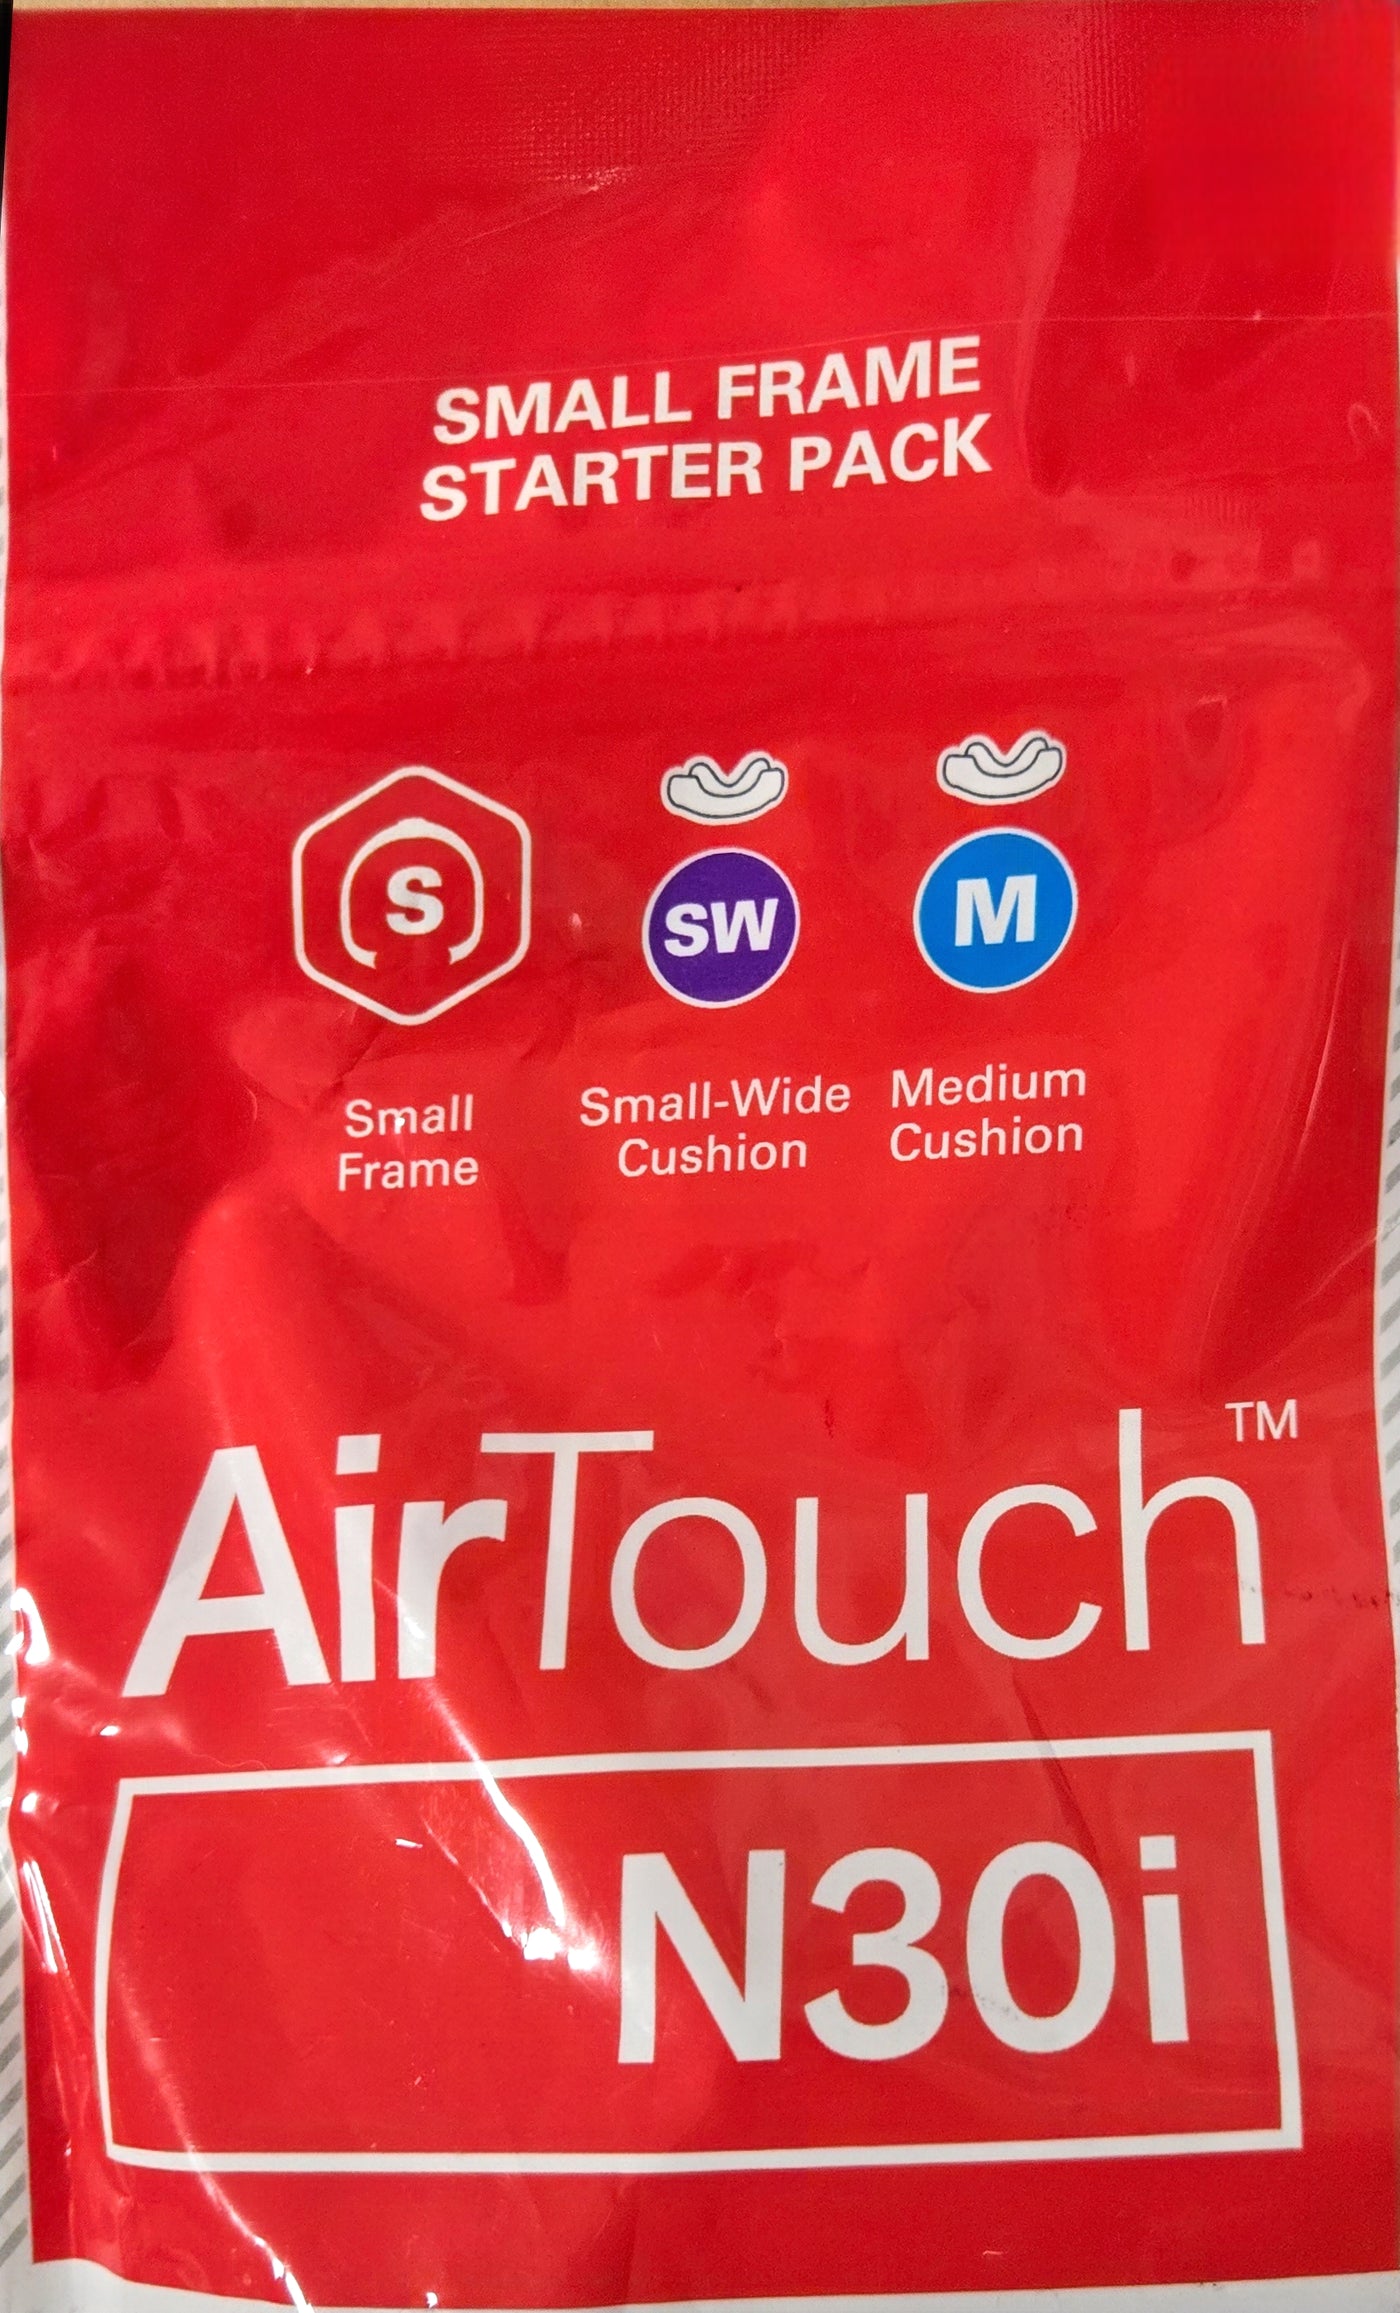 SMALL FRAME
STARTER PACK
S
SW
M
Small
Frame
Small-Wide
Cushion
Medium
Cushion
AirTouch™
N30i